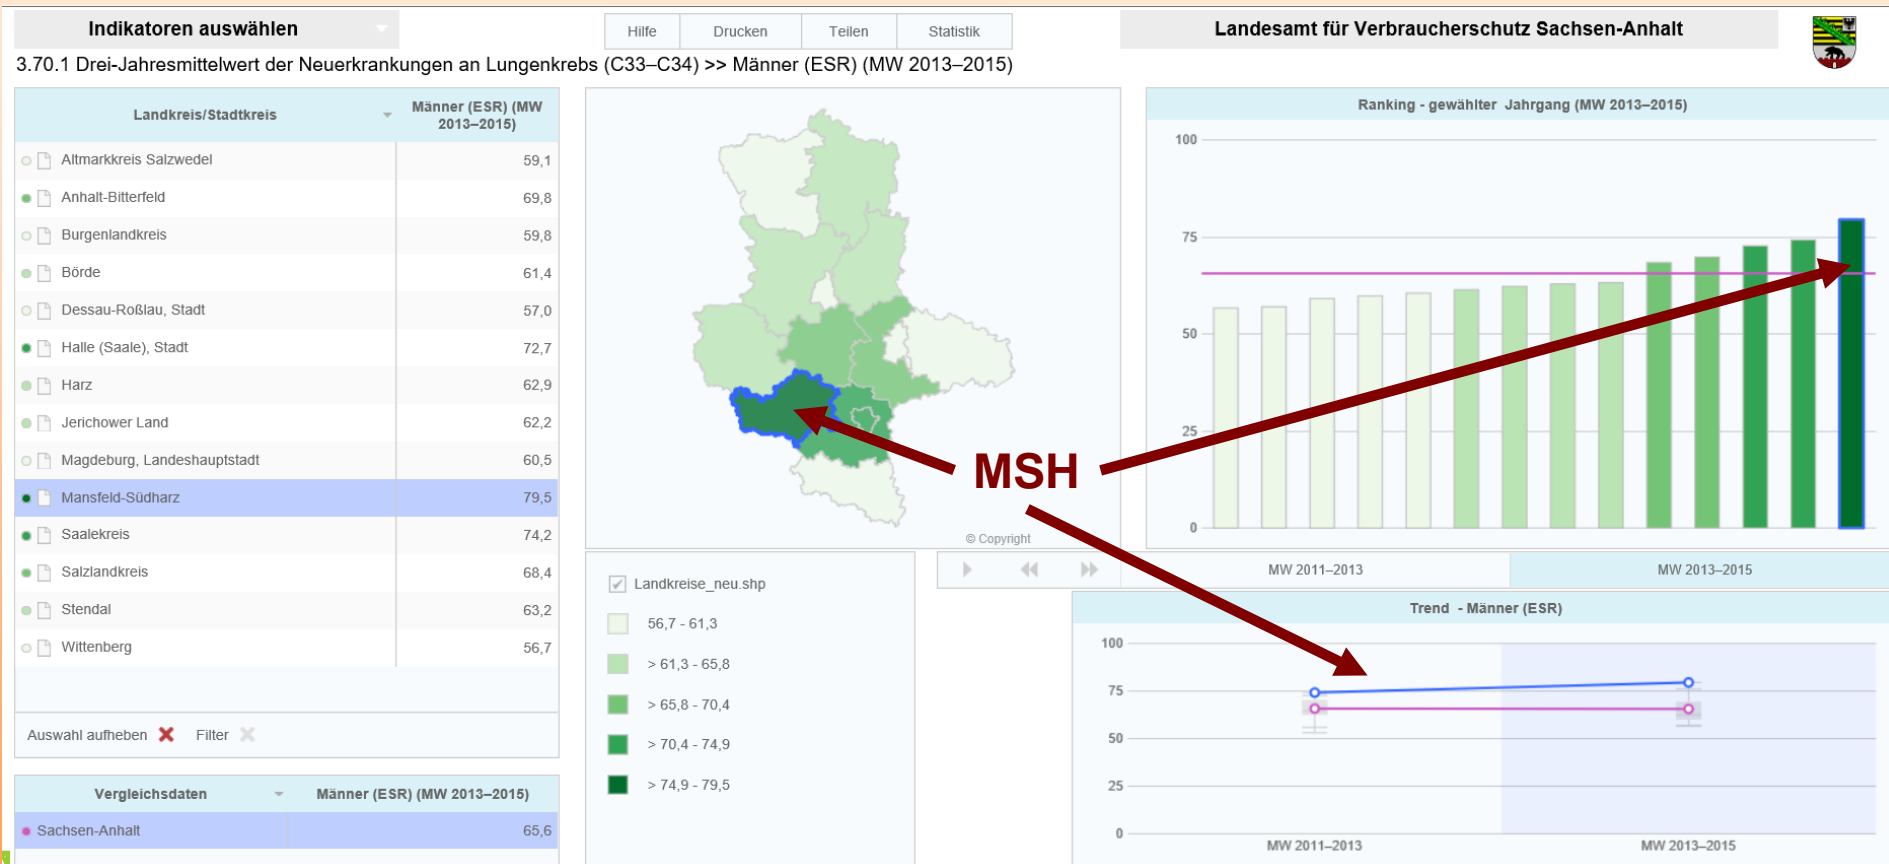 Indikatoren auswählen
Hilfe Drucken Teilen Statistik
Landesamt für Verbraucherschutz Sachsen-Anhalt
3.70.1 Drei-Jahresmittelwert der Neuerkrankungen an Lungenkrebs (C33–C34) >> Männer (ESR) (MW 2013–2015)
Landkreis/Stadtkreis Männer (ESR) (MW
2013–2015)
Altmarkkreis Salzwedel 59,1
Anhalt-Bitterfeld 69,8
Burgenlandkreis 59,8
Börde 61,4
Dessau-Roßlau, Stadt 57,0
Halle (Saale), Stadt 72,7
Harz 62,9
Jerichower Land 62,2
Magdeburg, Landeshauptstadt 60,5
Mansfeld-Südharz 79,5
Saalekreis 74,2
Salzlandkreis 68,4
Stendal 63,2
Wittenberg 56,7
Auswahl aufheben Filter
Vergleichsdaten Männer (ESR) (MW 2013–2015)
Sachsen-Anhalt 65,6
MSH
© Copyright
Landkreise_neu.shp
56,7 - 61,3
> 61,3 - 65,8
> 65,8 - 70,4
> 70,4 - 74,9
> 74,9 - 79,5
Ranking - gewählter Jahrgang (MW 2013–2015)
100
75
50
25
0
MW 2011–2013 MW 2013–2015
Trend - Männer (ESR)
100
75
50
25
0
MW 2011–2013 MW 2013–2015